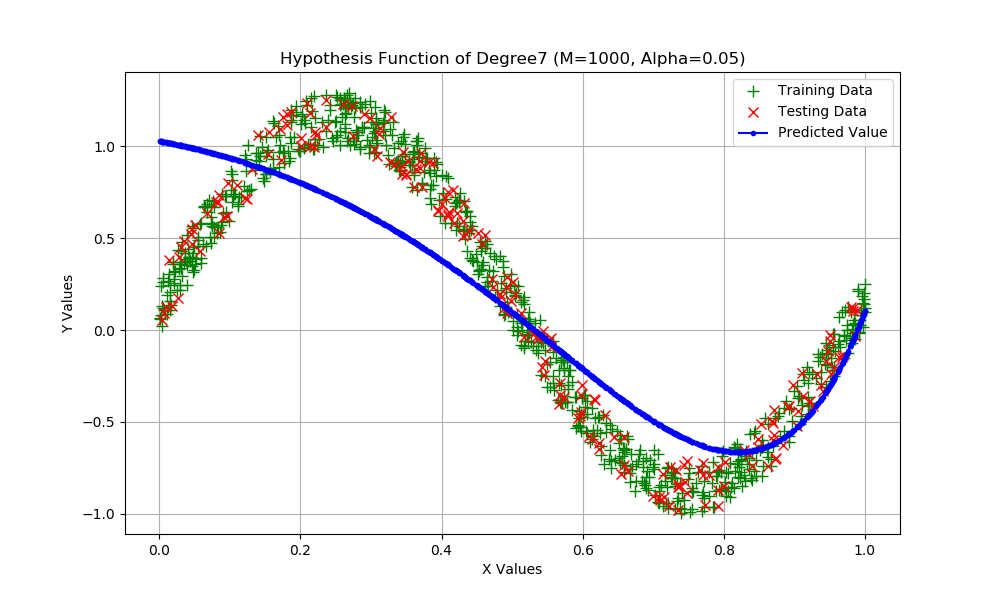 Hypothesis Function of Degree7 (M=1000, Alpha=0.05)
Training Data
Testing Data
Predicted Value
Y Values
1.0
0.5
0.0
−0.5
−1.0
0.0 0.2 0.4 0.6 0.8 1.0
X Values